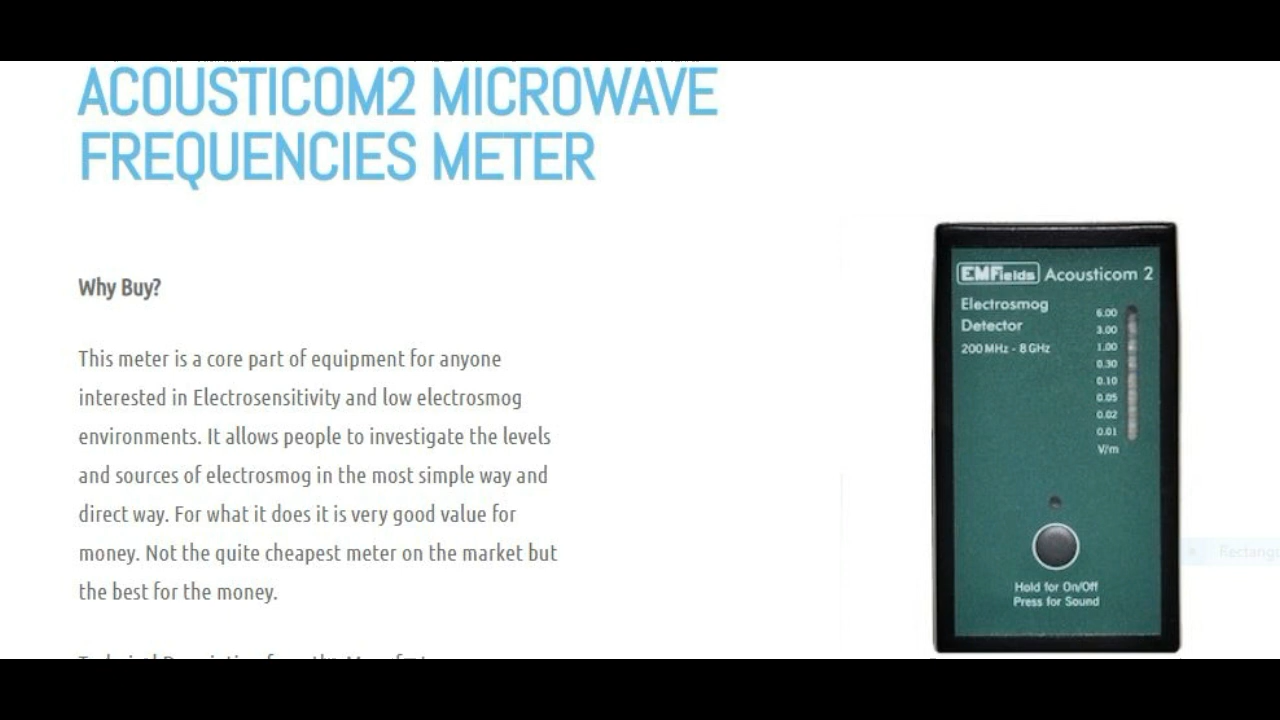 ACOUSTICOM2 MICROWAVE
FREQUENCIES METER
Why Buy?
This meter is a core part of equipment for anyone
interested in Electrosensitivity and low electrosmog
environments. It allows people to investigate the levels
and sources of electrosmog in the most simple way and
direct way. For what it does it is very good value for
money. Not the quite cheapest meter on the market but
the best for the money.
EMFields Acousticom 2
Electrosmog
Detector
200 MHz - 8 GHz
6.00
3.00
1.00
0.30
0.10
0.05
0.02
0.01
V/m
Hold for On/Off
Press for Sound